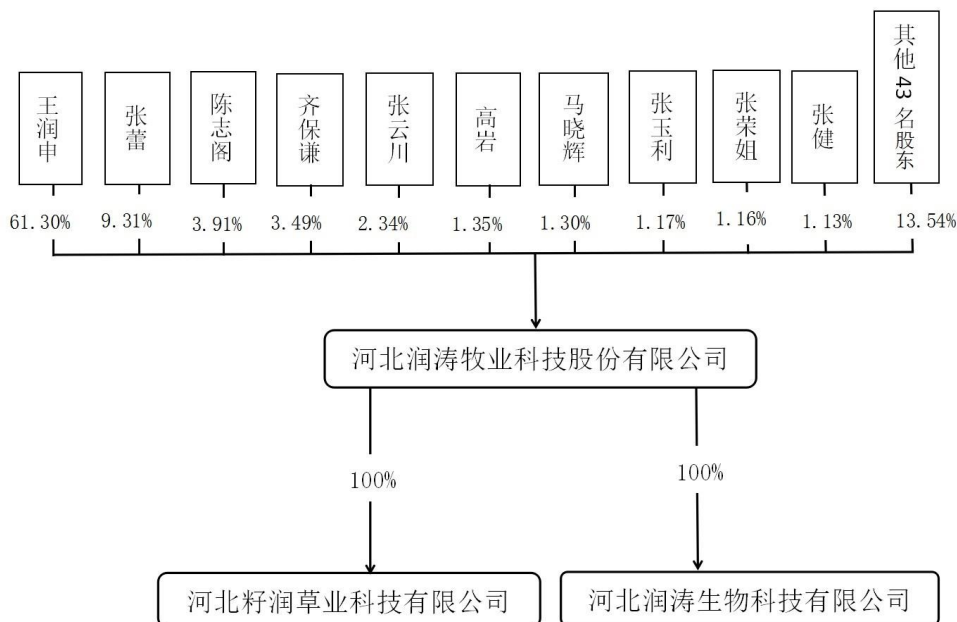 王润申
张蕾
陈志阁
齐保谦
张云川
高岩
马晓辉
张玉利
张荣姐
张健
其他 43 名股东
61.30%
9.31%
3.91%
3.49%
2.34%
1.35%
1.30%
1.17%
1.16%
1.13%
13.54%
河北润涛牧业科技股份有限公司
100%
100%
河北籽润草业科技有限公司
河北润涛生物科技有限公司